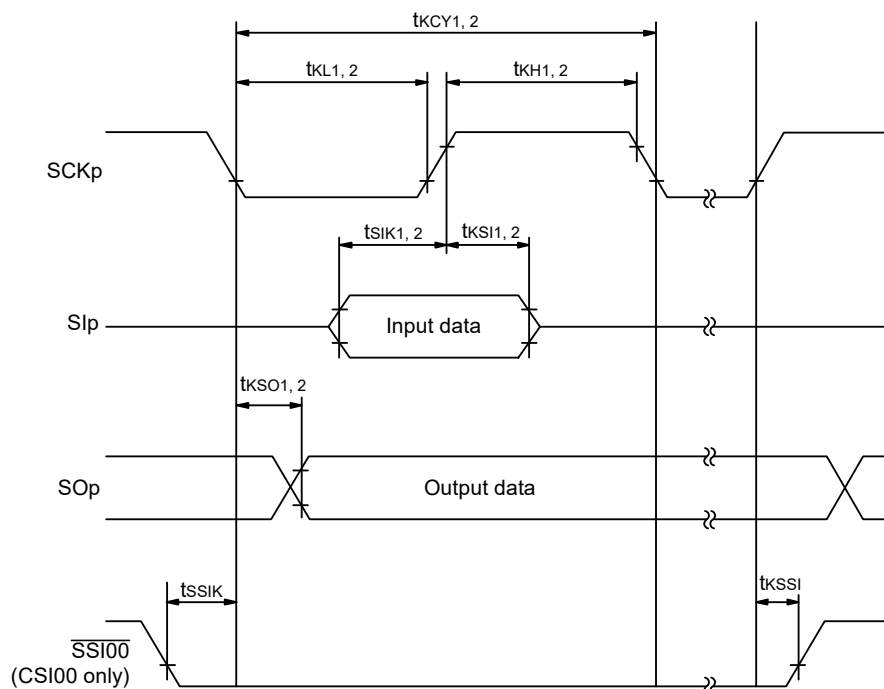 tKCY1, 2
tKL1, 2
tKH1, 2
SCKp
tSIK1, 2
tKSI1, 2
SIp
Input data
tKSO1, 2
SOp
Output data
tSSIK
tKSSI
SSI00
(CSI00 only)